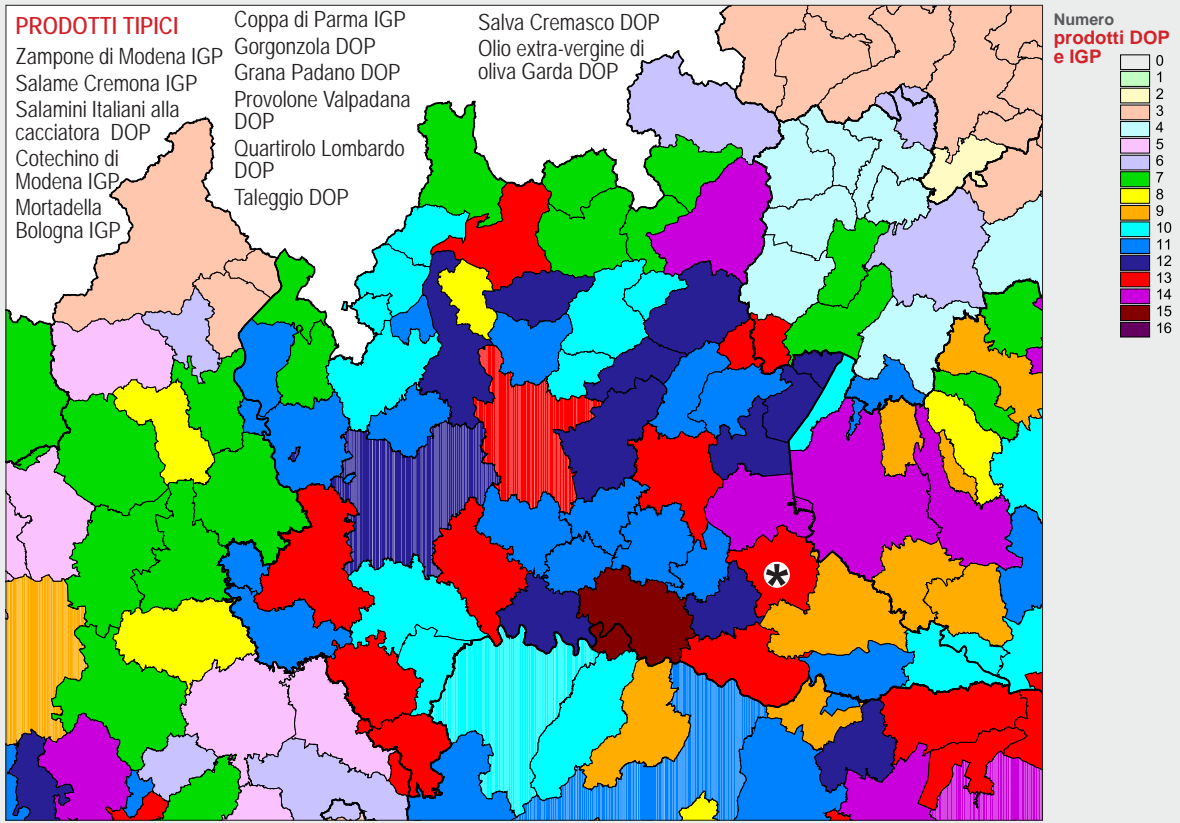 PRODOTTI TIPICI
Zampone di Modena IGP
Salame Cremona IGP
Salamini Italiani alla
cacciatora DOP
Cotechino di
Modena IGP
Mortadella
Bologna IGP
Coppa di Parma IGP
Gorgonzola DOP
Grana Padano DOP
Provolone Valpadana
DOP
Quartirolo Lombardo
DOP
Taleggio DOP
Salva Cremasco DOP
Olio extra-vergine di
oliva Garda DOP
Numero
prodotti DOP
e IGP
0
1
2
3
4
5
6
7
8
9
10
11
12
13
14
15
16
*